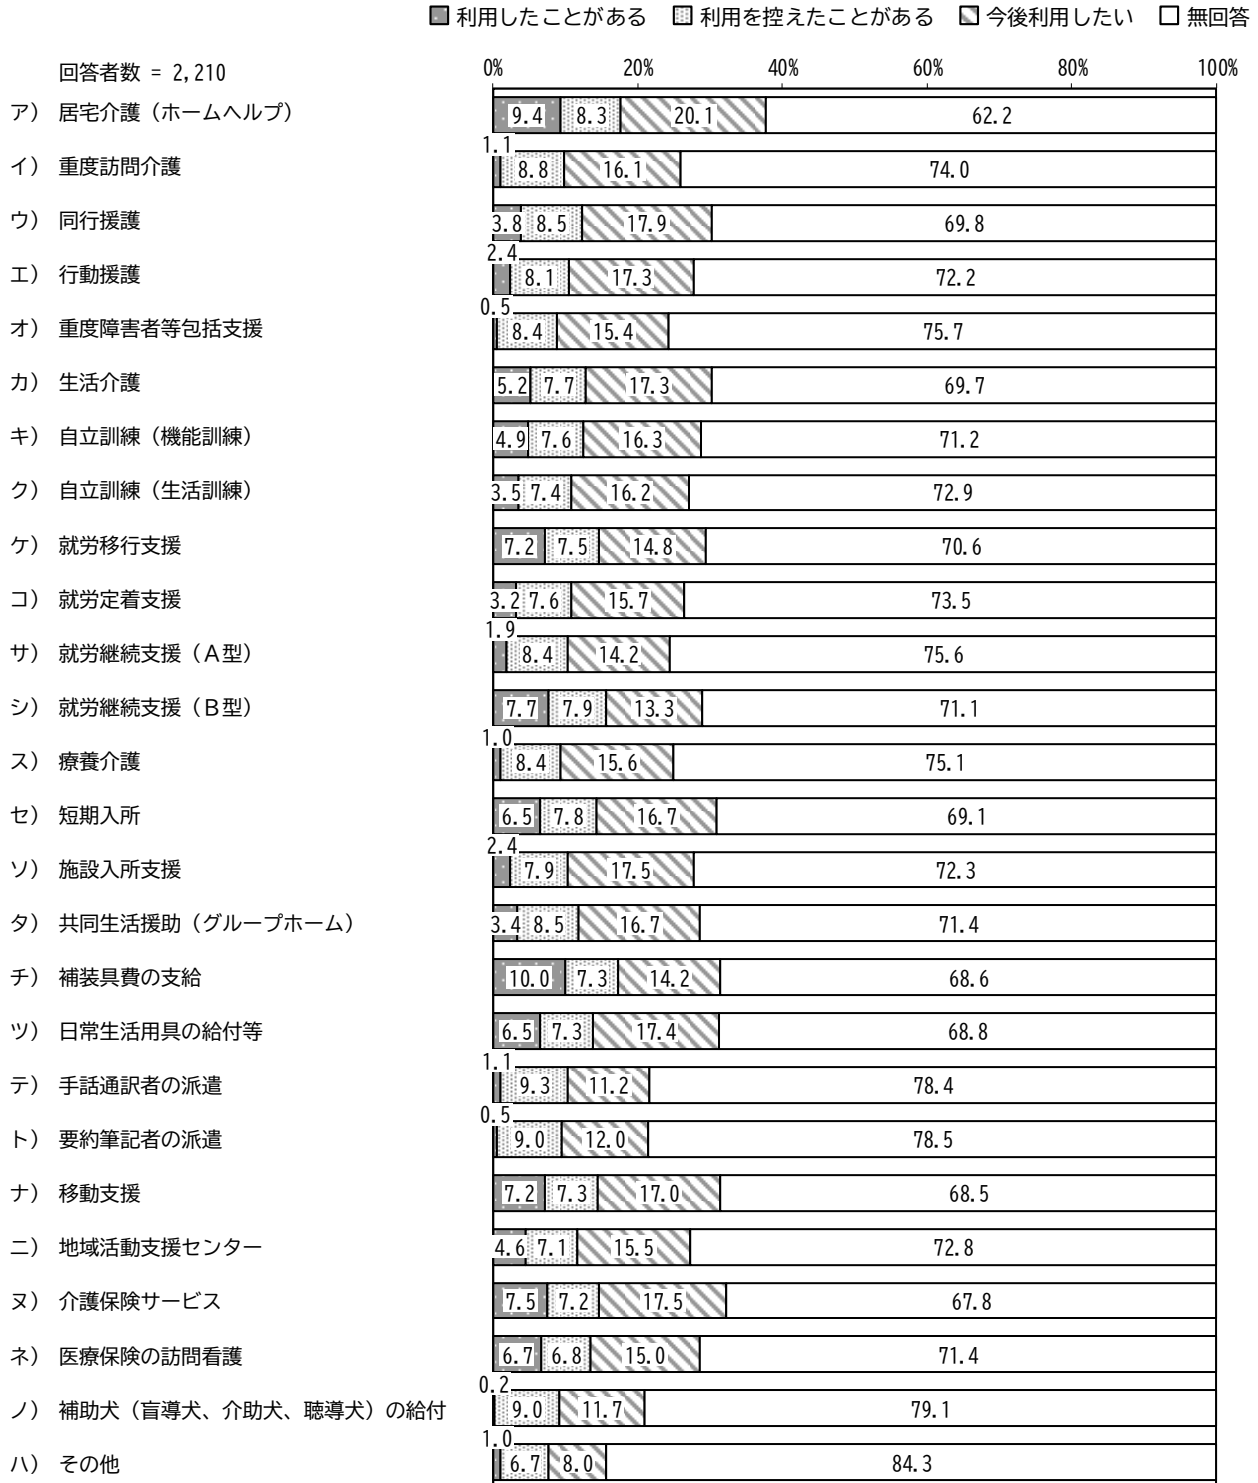 利用したことがある 利用を控えたことがある 今後利用したい 無回答
回答者数 = 2,210 0% 20% 40% 60% 80% 100%
ア) 居宅介護（ホームヘルプ） 9.4 8.3 20.1 62.2
イ) 重度訪問介護 1.1 8.8 16.1 74.0
ウ) 同行援護 3.8 8.5 17.9 69.8
エ) 行動援護 2.4 8.1 17.3 72.2
オ) 重度障害者等包括支援 0.5 8.4 15.4 75.7
カ) 生活介護 5.2 7.7 17.3 69.7
キ) 自立訓練（機能訓練） 4.9 7.6 16.3 71.2
ク) 自立訓練（生活訓練） 3.5 7.4 16.2 72.9
ケ) 就労移行支援 7.2 7.5 14.8 70.6
コ) 就労定着支援 3.2 7.6 15.7 73.5
サ) 就労継続支援（Ａ型） 1.9 8.4 14.2 75.6
シ) 就労継続支援（Ｂ型） 7.7 7.9 13.3 71.1
ス) 療養介護 1.0 8.4 15.6 75.1
セ) 短期入所 6.5 7.8 16.7 69.1
ソ) 施設入所支援 2.4 7.9 17.5 72.3
タ) 共同生活援助（グループホーム） 3.4 8.5 16.7 71.4
チ) 補装具費の支給 10.0 7.3 14.2 68.6
ツ) 日常生活用具の給付等 6.5 7.3 17.4 68.8
テ) 手話通訳者の派遣 1.1 9.3 11.2 78.4
ト) 要約筆記者の派遣 0.5 9.0 12.0 78.5
ナ) 移動支援 7.2 7.3 17.0 68.5
ニ) 地域活動支援センター 4.6 7.1 15.5 72.8
ヌ) 介護保険サービス 7.5 7.2 17.5 67.8
ネ) 医療保険の訪問看護 6.7 6.8 15.0 71.4
ノ) 補助犬（盲導犬、介助犬、聴導犬）の給付 0.2 9.0 11.7 79.1
ハ) その他 1.0 6.7 8.0 84.3